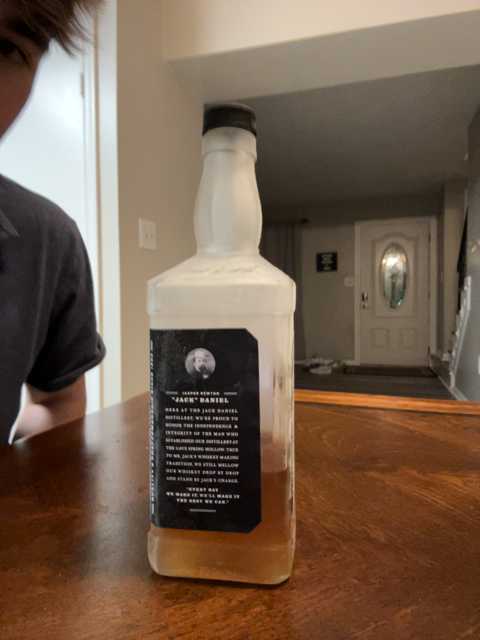 JASPER NEWTON
"JACK" DANIEL
HERE AT THE JACK DANIEL
DISTILLERY, WE'RE PROUD TO
HONOR THE INDEPENDENCE &
INTEGRITY OF THE MAN WHO
ESTABLISHED OUR DISTILLERY AT
THE CAVE SPRING HOLLOW. TRUE
TO MR. JACK'S WHISKEY-MAKING
TRADITION, WE STILL MELLOW
OUR WHISKEY DROP BY DROP
AND STAND BY JACK'S CHARGE,
"EVERY DAY
WE MAKE IT, WE'LL MAKE IT
THE BEST WE CAN."